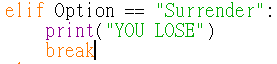 elif Option == "Surrender":
    print("YOU LOSE")
    break